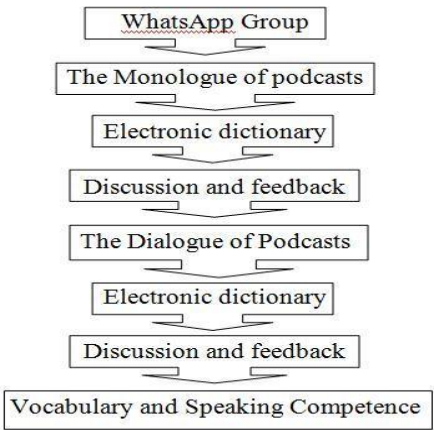 WhatsApp Group
The Monologue of podcasts
Electronic dictionary
Discussion and feedback
The Dialogue of Podcasts
Electronic dictionary
Discussion and feedback
Vocabulary and Speaking Competence